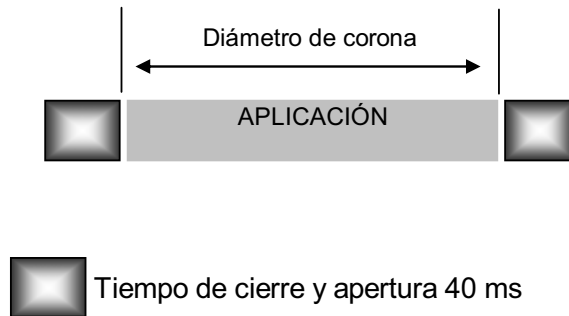 Diámetro de corona
APLICACIÓN
Tiempo de cierre y apertura 40 ms